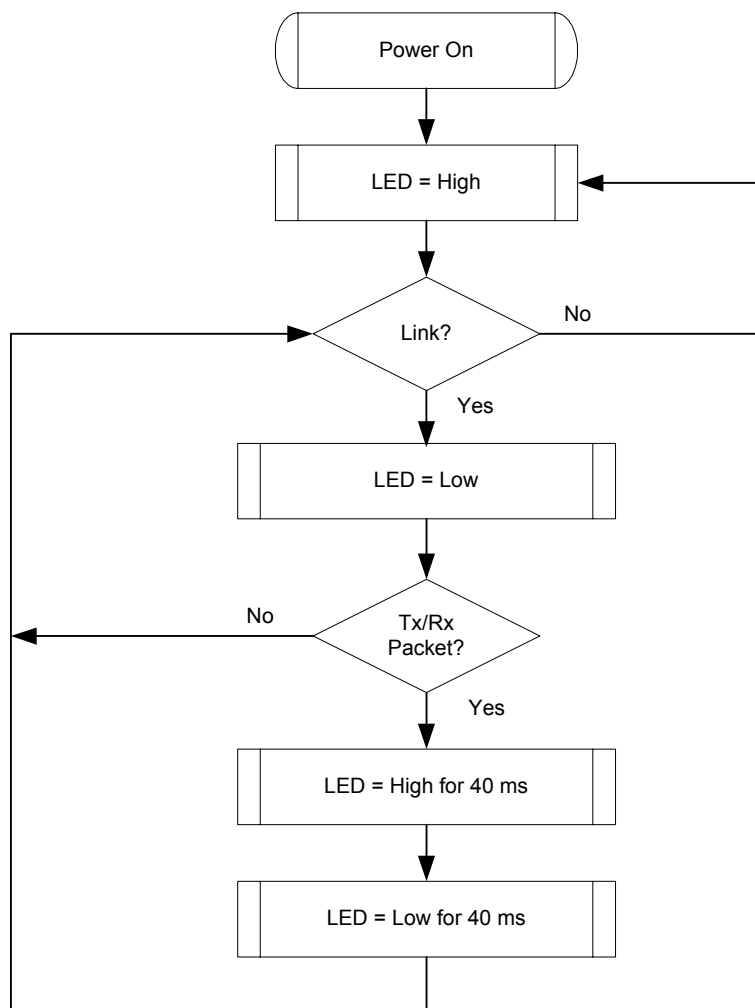 Power On
LED = High
Link?
No
Yes
LED = Low
No
Tx/Rx
Packet?
Yes
LED = High for 40 ms
LED = Low for 40 ms